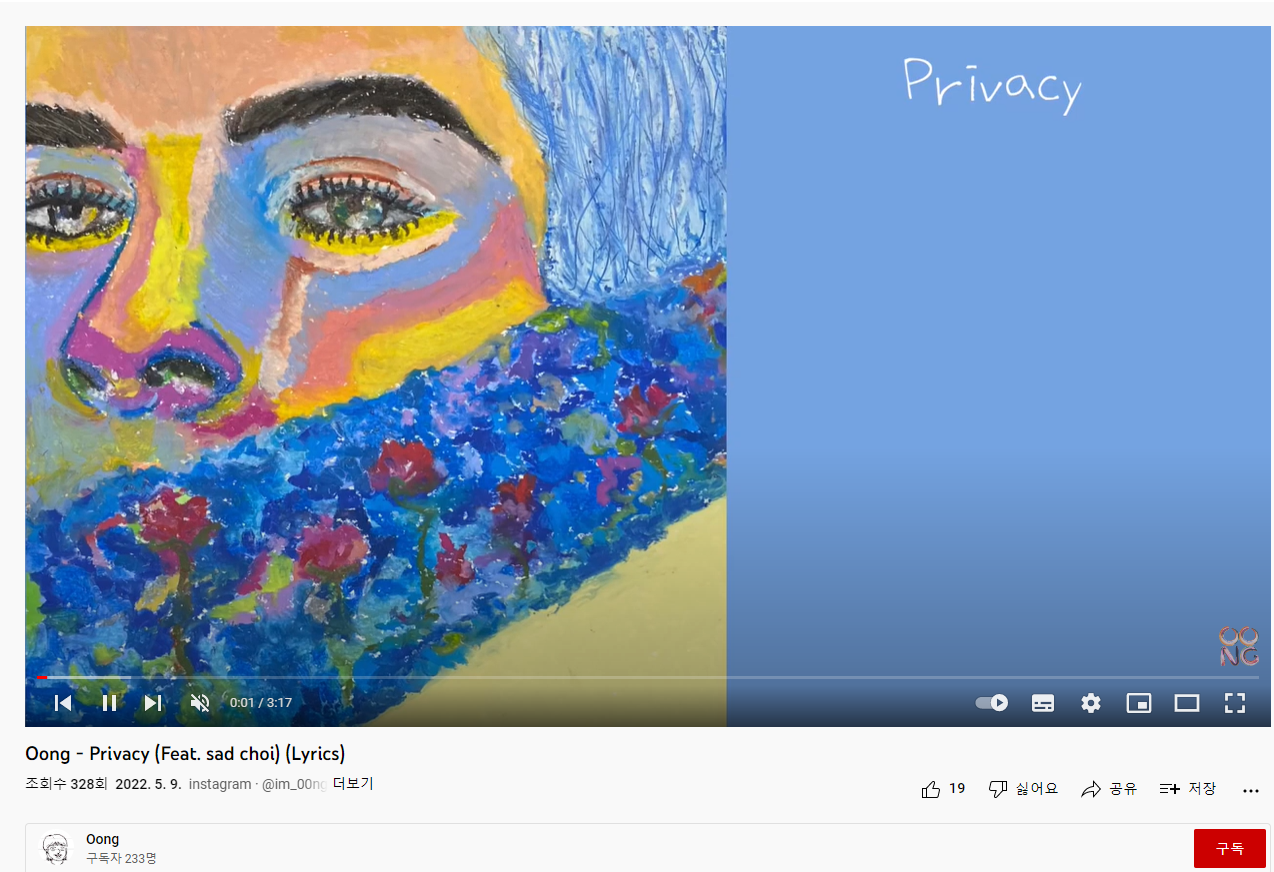 Privacy
OO
NG
0:01 / 3:17
Oong - Privacy (Feat. sad choi) (Lyrics)
조회수 328회 2022. 5. 9. instagram · @im_00ng 더보기
19 싫어요 공유 저장
Oong
구독자 233명
구독